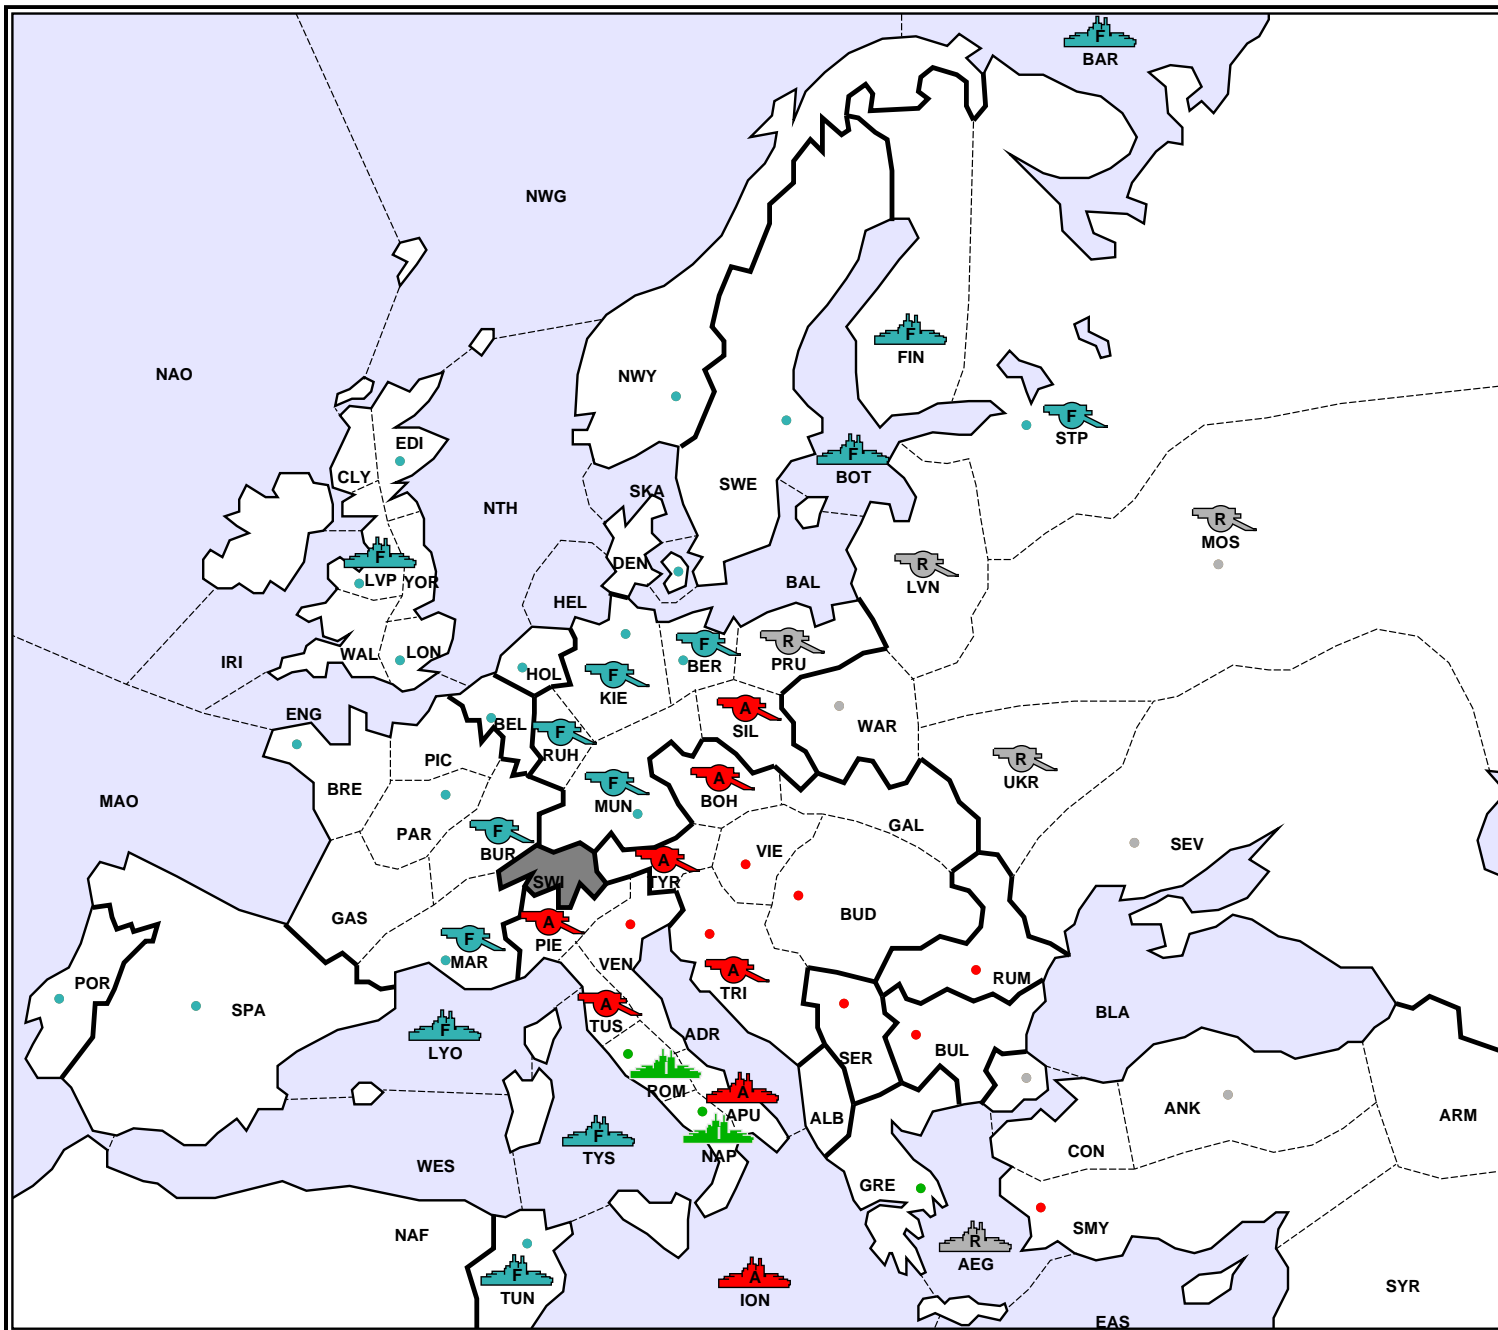 F
BAR
NWG
F
FIN
NAO
NWY
F
STP
EDI
F
BOT
CLY
SWE
SKA
NTH
R
MOS
F
LVP
YOR
DEN
R
LVN
BAL
HEL
IRI
WAL
LON
HOL
F
KIE
F
BER
R
PRU
ENG
BEL
F
RUH
A
SIL
WAR
PIC
BRE
R
UKR
MAO
F
MUN
A
BOH
PAR
F
BUR
GAL
SEV
VIE
SWI
A
TYR
GAS
BUD
F
MAR
A
PIE
VEN
A
TRI
RUM
POR
SPA
A
TUS
F
LYO
ADR
BLA
SER
BUL
ROM
A
APU
ALB
ANK
ARM
F
TYS
NAP
CON
WES
GRE
SMY
NAF
R
AEG
F
TUN
A
ION
SYR
EAS